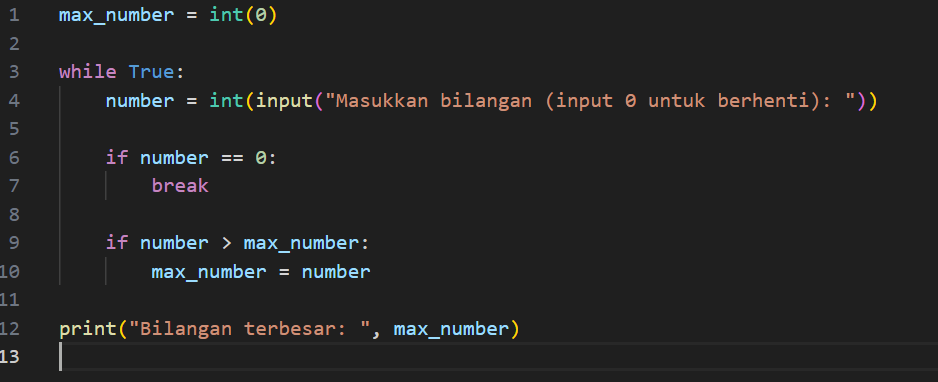 1 max_number = int(0)
2
3 while True:
4     number = int(input("Masukkan bilangan (input 0 untuk berhenti): "))
5
6     if number == 0:
7         break
8
9     if number > max_number:
10         max_number = number
11
12 print("Bilangan terbesar: ", max_number)
13